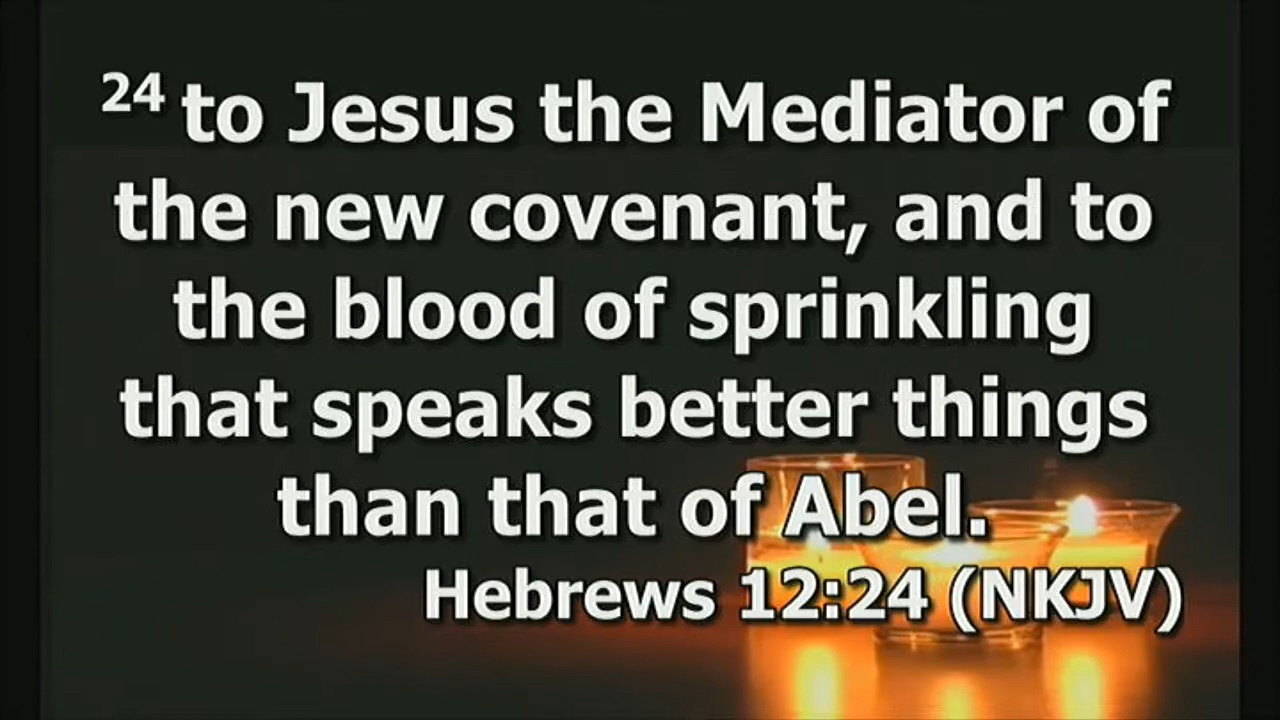 24 to Jesus the Mediator of
the new covenant, and to
the blood of sprinkling
that speaks better things
than that of Abel.
Hebrews 12:24 (NKJV)